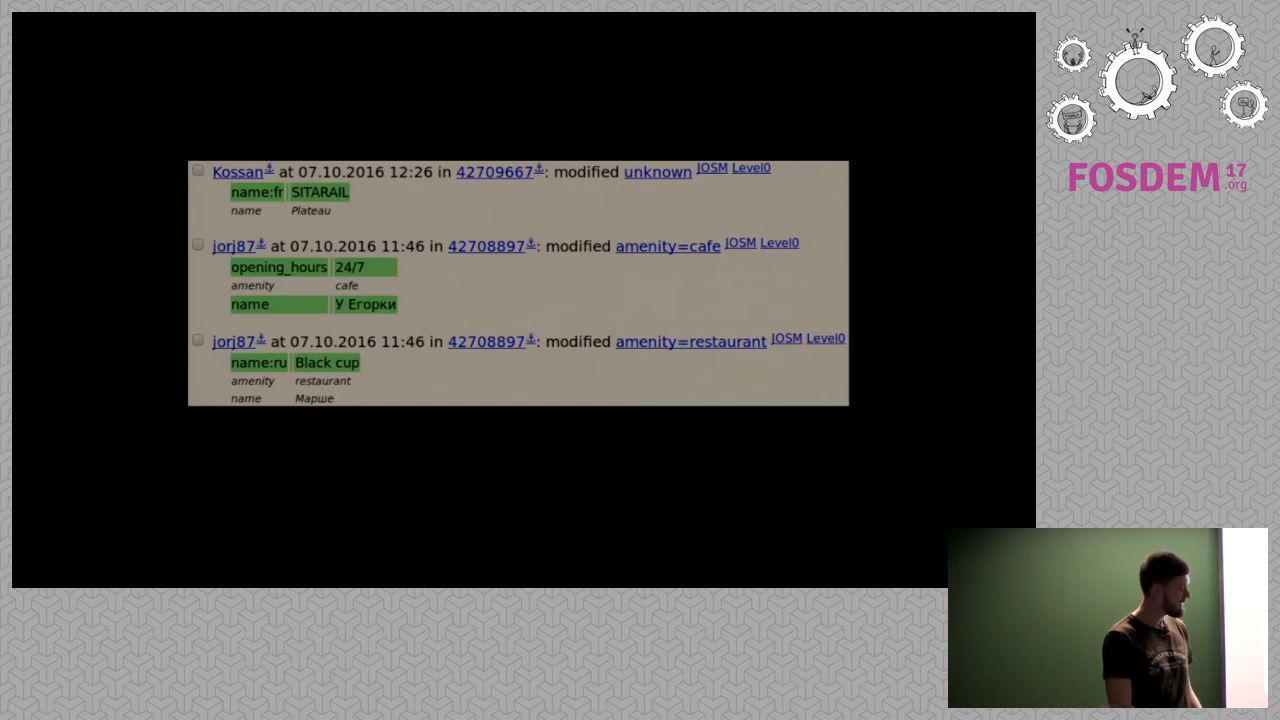 Kossan⚓ at 07.10.2016 12:26 in 42709667⚓: modified unknown JOSM Level0
name:fr SITARAIL
name Plateau
jorj87⚓ at 07.10.2016 11:46 in 42708897⚓: modified amenity=cafe JOSM Level0
opening_hours 24/7
amenity cafe
name У Егорки
jorj87⚓ at 07.10.2016 11:46 in 42708897⚓: modified amenity=restaurant JOSM Level0
name:ru Black cup
amenity restaurant
name Марше
FOSDEM 17
.org